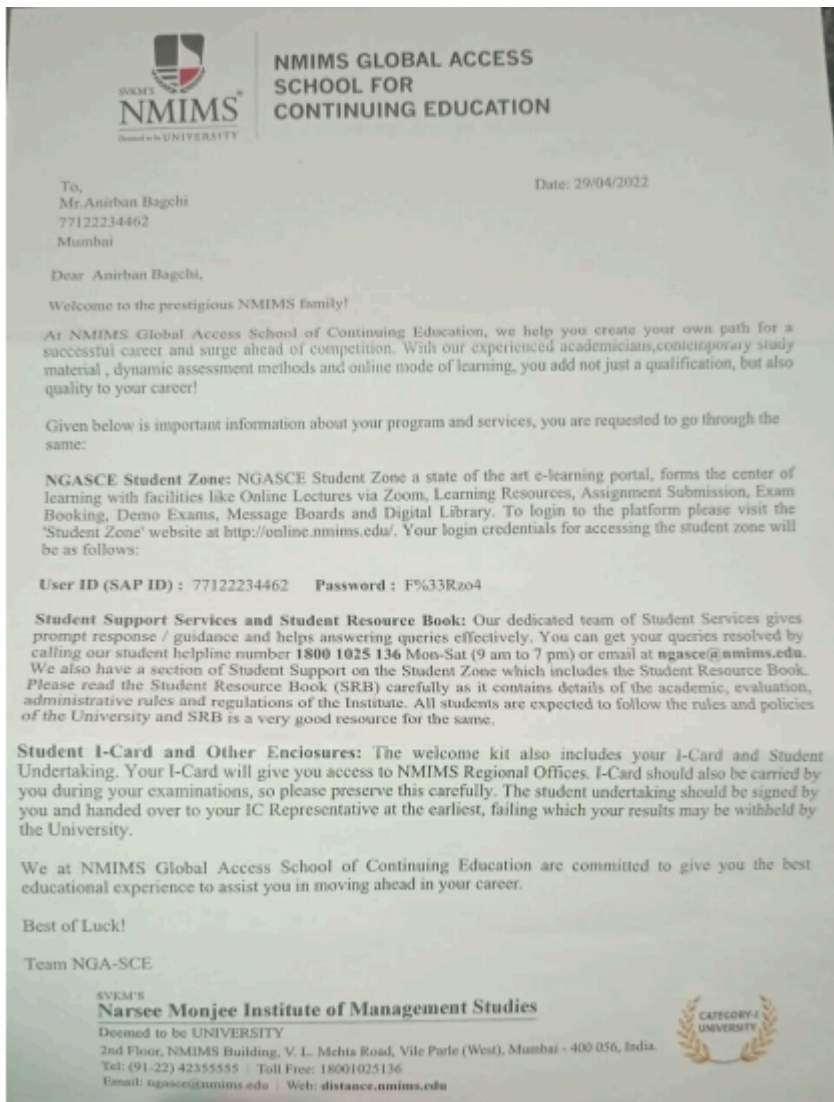 SVKM'S
NMIMS
Deemed to be UNIVERSITY
NMIMS GLOBAL ACCESS
SCHOOL FOR
CONTINUING EDUCATION
To,
Date: 29/04/2022
Mr.Anirban Bagchi
77122234462
Mumbai
Dear Anirban Bagchi,
Welcome to the prestigious NMIMS family!
At NMIMS Global Access School of Continuing Education, we help you create your own path for a
successful career and surge ahead of competition. With our experienced academicians,contemporary study
material , dynamic assessment methods and online mode of learning, you add not just a qualification, but also
quality to your career!
Given below is important information about your program and services, you are requested to go through the
same:
NGASCE Student Zone: NGASCE Student Zone a state of the art e-learning portal, forms the center of
learning with facilities like Online Lectures via Zoom, Learning Resources, Assignment Submission, Exam
Booking, Demo Exams, Message Boards and Digital Library. To login to the platform please visit the
'Student Zone' website at http://online.nmims.edu/. Your login credentials for accessing the student zone will
be as follows:
User ID (SAP ID) : 77122234462 Password : F%33Rzo4
Student Support Services and Student Resource Book: Our dedicated team of Student Services gives
prompt response / guidance and helps answering queries effectively. You can get your queries resolved by
calling our student helpline number 1800 1025 136 Mon-Sat (9 am to 7 pm) or email at ngasce@nmims.edu.
We also have a section of Student Support on the Student Zone which includes the Student Resource Book.
Please read the Student Resource Book (SRB) carefully as it contains details of the academic, evaluation,
administrative rules and regulations of the Institute. All students are expected to follow the rules and policies
of the University and SRB is a very good resource for the same.
Student I-Card and Other Enclosures: The welcome kit also includes your I-Card and Student
Undertaking. Your I-Card will give you access to NMIMS Regional Offices. I-Card should also be carried by
you during your examinations, so please preserve this carefully. The student undertaking should be signed by
you and handed over to your IC Representative at the earliest, failing which your results may be withheld by
the University.
We at NMIMS Global Access School of Continuing Education are committed to give you the best
educational experience to assist you in moving ahead in your career.
Best of Luck!
Team NGA-SCE
SVKM'S
Narsee Monjee Institute of Management Studies
Deemed to be UNIVERSITY
2nd Floor, NMIMS Building, V. L. Mehta Road, Vile Parle (West), Mumbai - 400 056, India.
Tel: (91-22) 42355555 | Toll Free: 18001025136
Email: ngasce@nmims.edu | Web: distance.nmims.edu
CATEGORY-I
UNIVERSITY